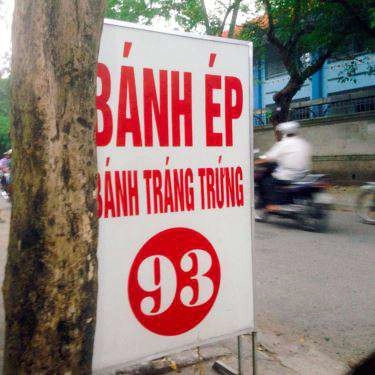 BÁNH ÉP
BÁNH TRÁNG TRỨNG
93